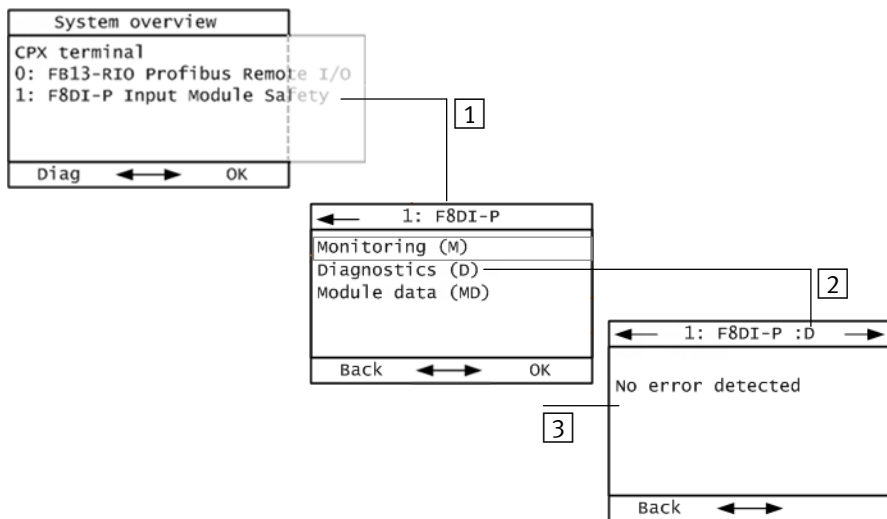 System overview
CPX terminal
0: FB13-RIO Profibus Remote I/O
1: F8DI-P Input Module Safety
Diag OK
1
1: F8DI-P
Monitoring (M)
Diagnostics (D)
Module data (MD)
Back OK
2
1: F8DI-P :D
No error detected
Back
3